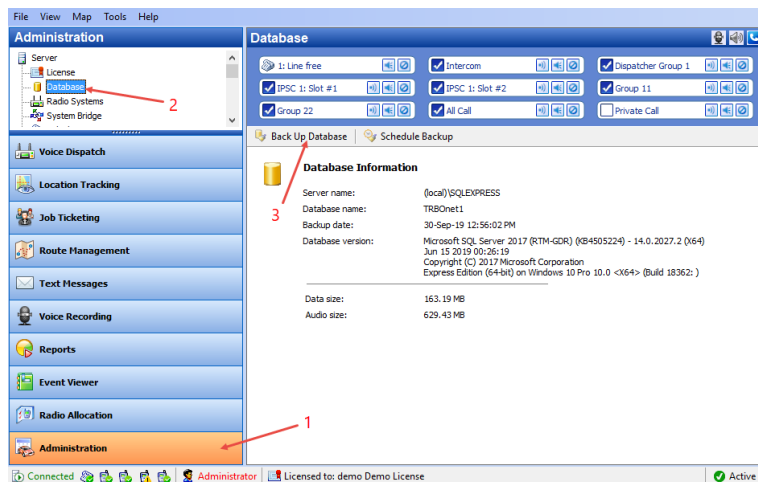 File View Map Tools Help
Administration
Database
Server
License
Database
Radio Systems
System Bridge
2
1: Line free
Intercom
Dispatcher Group 1
IPSC 1: Slot #1
IPSC 1: Slot #2
Group 11
Group 22
All Call
Private Call
Back Up Database
Schedule Backup
3
Voice Dispatch
Location Tracking
Job Ticketing
Route Management
Text Messages
Voice Recording
Reports
Event Viewer
Radio Allocation
Administration
1
Database Information
Server name: (local)\SQLEXPRESS
Database name: TRBOnet1
Backup date: 30-Sep-19 12:56:02 PM
Database version: Microsoft SQL Server 2017 (RTM-GDR) (KB4505224) - 14.0.2027.2 (X64)
Jun 15 2019 00:26:19
Copyright (C) 2017 Microsoft Corporation
Express Edition (64-bit) on Windows 10 Pro 10.0 <X64> (Build 18362: )
Data size: 163.19 MB
Audio size: 629.43 MB
Connected
Administrator
Licensed to: demo Demo License
Active